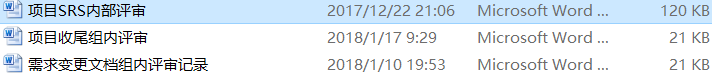 项目SRS内部评审 2017/12/22 21:06 Microsoft Word ... 120 KB
项目收尾组内评审 2018/1/17 9:29 Microsoft Word ... 21 KB
需求变更文档组内评审记录 2018/1/10 19:53 Microsoft Word ... 21 KB